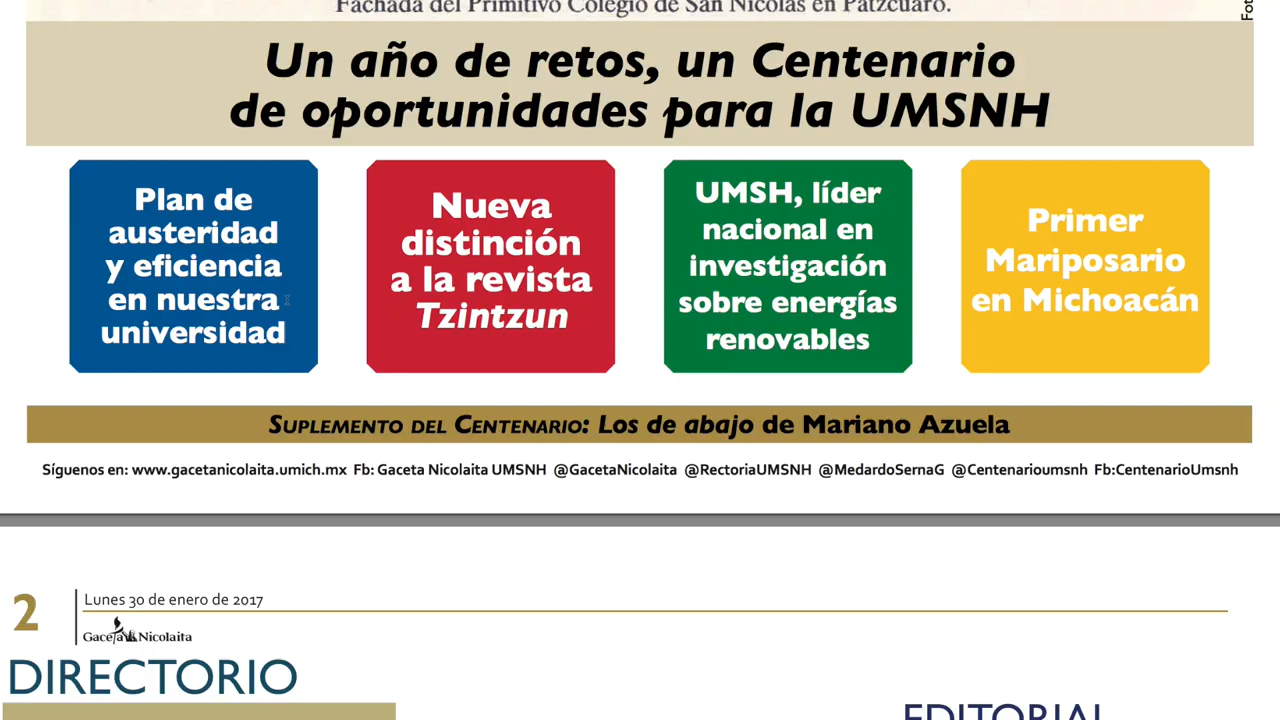 Fachada del Primitivo Colegio de San Nicolás en Pátzcuaro.
Fot
Un año de retos, un Centenario
de oportunidades para la UMSNH
Plan de
austeridad
y eficiencia
en nuestra
universidad
Nueva
distinción
a la revista
Tzintzun
UMSH, líder
nacional en
investigación
sobre energías
renovables
Primer
Mariposario
en Michoacán
SUPLEMENTO DEL CENTENARIO: Los de abajo de Mariano Azuela
Síguenos en: www.gacetanicolaita.umich.mx Fb: Gaceta Nicolaita UMSNH @GacetaNicolaita @RectoriaUMSNH @MedardoSernaG @Centenarioumsnh Fb:CentenarioUmsnh
2
Lunes 30 de enero de 2017
Gaceta Nicolaita
DIRECTORIO
EDITORIAL